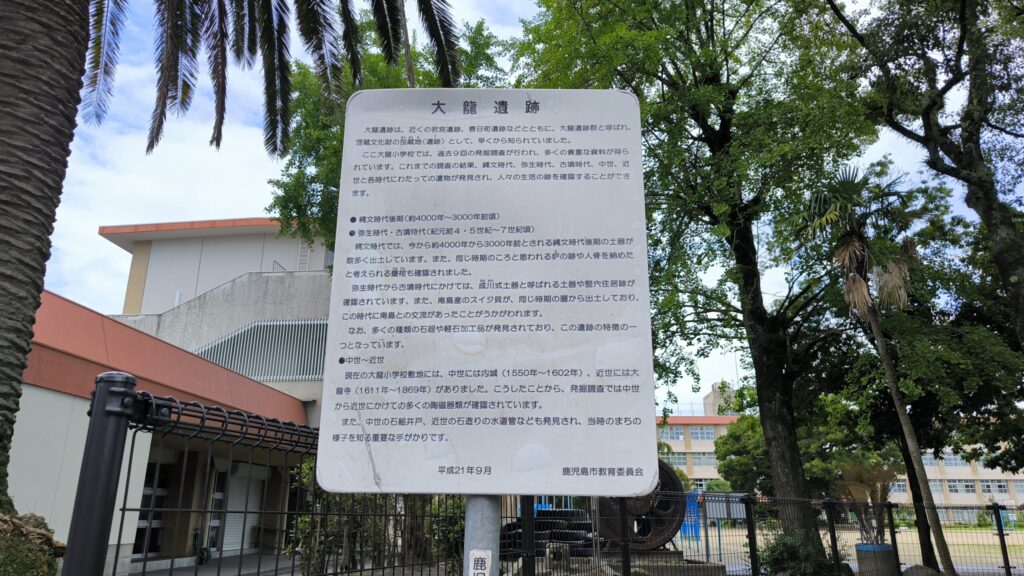 大龍遺跡
大龍遺跡は、近くの若宮遺跡、春日町遺跡などとともに、大龍遺跡群と呼ばれ、
埋蔵文化財の包蔵地(遺跡)として、早くから知られていました。
ここ大龍小学校では、過去9回の発掘調査が行われ、多くの貴重な資料が得ら
れています。これまでの調査の結果、縄文時代、弥生時代、古墳時代、中世、近
世と各時代にわたっての遺物が発見され、人々の生活の跡を確認することができ
ます。
●縄文時代後期(約4000年~3000年前頃)
●弥生時代・古墳時代(紀元前4・5世紀~7世紀頃)
縄文時代では、今から約4000年から3000年前とされる縄文時代後期の土器が
数多く出土しています。また、同じ時期のころと思われる炉の跡や人骨を納めた
と考えられる甕棺も確認されました。
弥生時代から古墳時代にかけては、成川式土器と呼ばれる土器や竪穴住居跡が
確認されています。また、南島産のスイジ貝が、同じ時期の層から出土しており、
この時代に南島との交流があったことがうかがわれます。
なお、多くの種類の石器や軽石加工品が発見されており、この遺跡の特徴の一
つとなっています。
●中世~近世
現在の大龍小学校敷地には、中世には内城(1550年~1602年)、近世には大
龍寺(1611年~1869年)がありました。こうしたことから、発掘調査では中世
から近世にかけての多くの陶磁器類が確認されています。
また、中世の石組井戸、近世の石造りの水道管なども発見され、当時のまちの
様子を知る重要な手がかりです。
平成21年9月 鹿児島市教育委員会
鹿